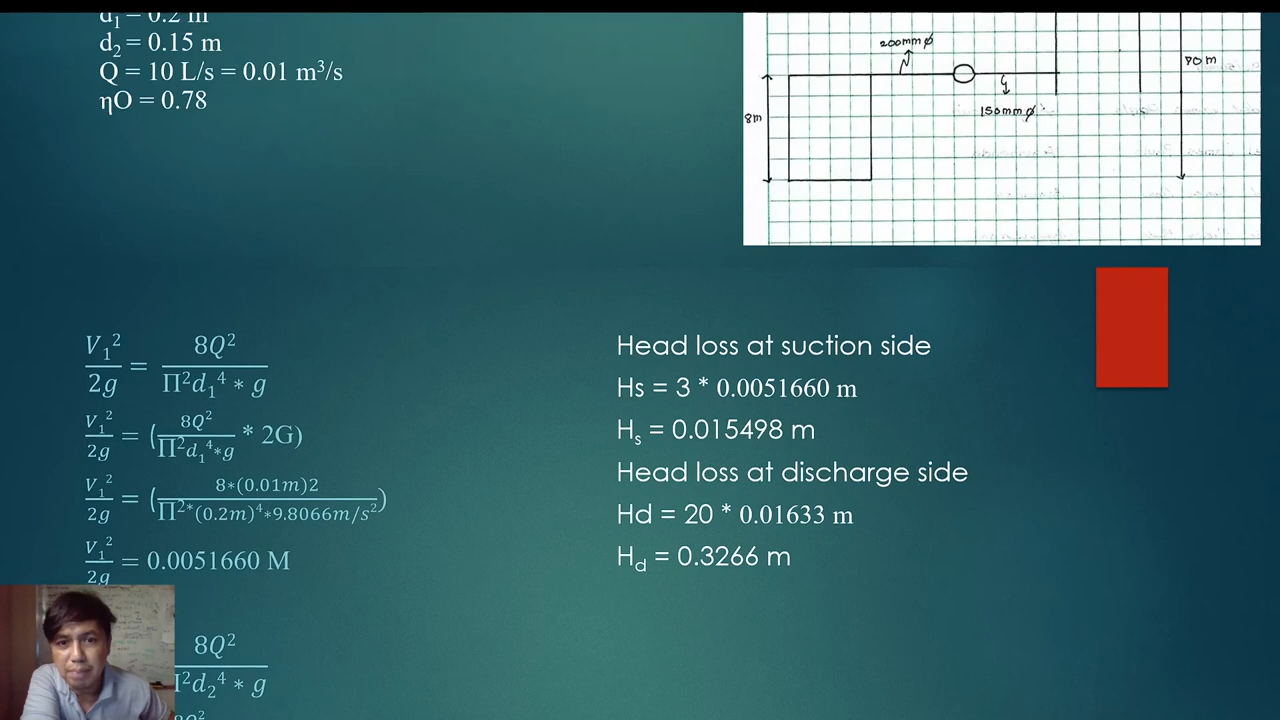 d₁ = 0.2 m
d₂ = 0.15 m
Q = 10 L/s = 0.01 m³/s
ηO = 0.78
200mm ϕ
70m
8m
150mm ϕ
V₁²/2g = 8Q²/(Π²d₁⁴ * g)
V₁²/2g = (8Q²/(Π²d₁⁴*g) * 2G)
V₁²/2g = (8*(0.01m)2/(Π²*(0.2m)⁴*9.8066m/s²))
V₁²/2g = 0.0051660 M
8Q²
Π²d₂⁴ * g
8Q²
Head loss at suction side
Hs = 3 * 0.0051660 m
Hₛ = 0.015498 m
Head loss at discharge side
Hd = 20 * 0.01633 m
H_d = 0.3266 m